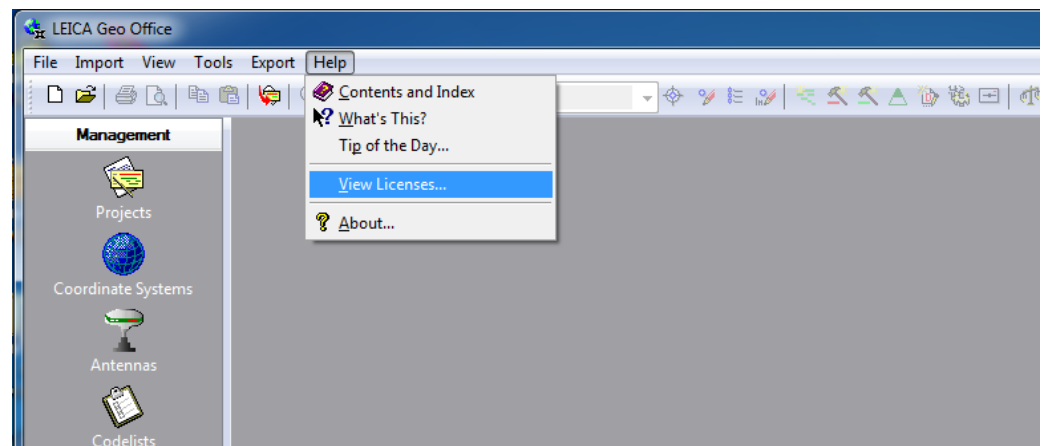 LEICA Geo Office
File Import View Tools Export Help
Contents and Index
What's This?
Tip of the Day...
View Licenses...
About...
Management
Projects
Coordinate Systems
Antennas
Codelists